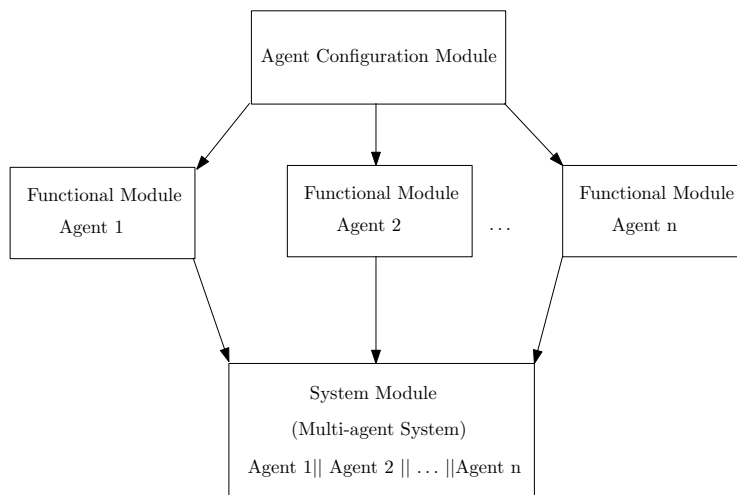 Agent Configuration Module
Functional Module
Agent 1
Functional Module
Agent 2
...
Functional Module
Agent n
System Module
(Multi-agent System)
Agent 1|| Agent 2 || ... ||Agent n